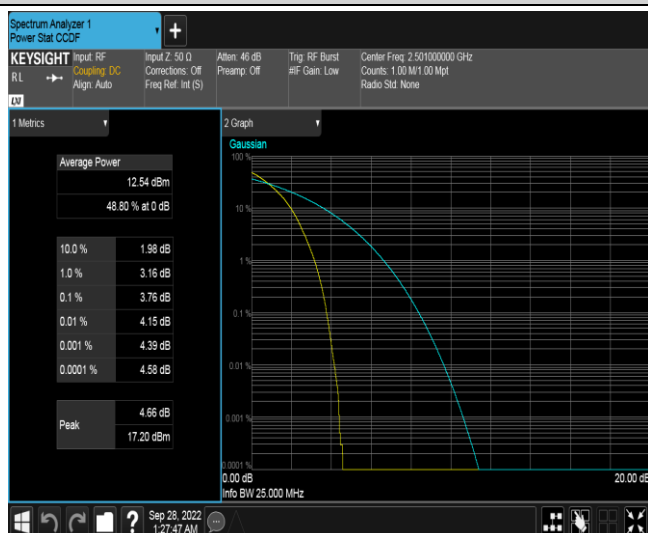 Spectrum Analyzer 1
Power Stat CCDF
+
KEYSIGHT
RL
LXI
Input: RF
Coupling: DC
Align: Auto
Input Z: 50 Ω
Corrections: Off
Freq Ref: Int (S)
Atten: 46 dB
Preamp: Off
Trig: RF Burst
#IF Gain: Low
Center Freq: 2.501000000 GHz
Counts: 1.00 M/1.00 Mpt
Radio Std: None
1 Metrics
Average Power
12.54 dBm
48.80 % at 0 dB
10.0 % 1.98 dB
1.0 % 3.16 dB
0.1 % 3.76 dB
0.01 % 4.15 dB
0.001 % 4.39 dB
0.0001 % 4.58 dB
Peak
4.66 dB
17.20 dBm
2 Graph
Gaussian
100 %
10 %
1 %
0.1 %
0.01 %
0.001 %
0.0001 %
0.00 dB 20.00 dB
Info BW 25.000 MHz
?
Sep 28, 2022
1:27:47 AM